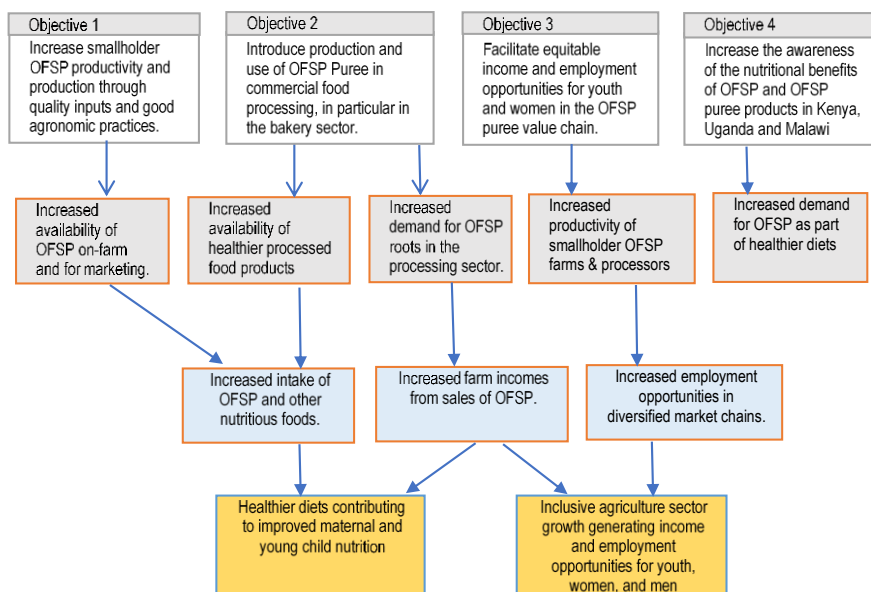 Objective 1
Increase smallholder
OFSP productivity and
production through
quality inputs and good
agronomic practices.
Objective 2
Introduce production and
use of OFSP Puree in
commercial food
processing, in particular in
the bakery sector.
Objective 3
Facilitate equitable
income and employment
opportunities for youth
and women in the OFSP
puree value chain.
Objective 4
Increase the awareness
of the nutritional benefits
of OFSP and OFSP
puree products in Kenya,
Uganda and Malawi
Increased
availability of
OFSP on-farm
and for marketing.
Increased
availability of
healthier processed
food products
Increased
demand for OFSP
roots in the
processing sector.
Increased
productivity of
smallholder OFSP
farms & processors
Increased demand
for OFSP as part
of healthier diets
Increased intake of
OFSP and other
nutritious foods.
Increased farm incomes
from sales of OFSP.
Increased employment
opportunities in
diversified market chains.
Healthier diets contributing
to improved maternal and
young child nutrition
Inclusive agriculture sector
growth generating income
and employment
opportunities for youth,
women, and men